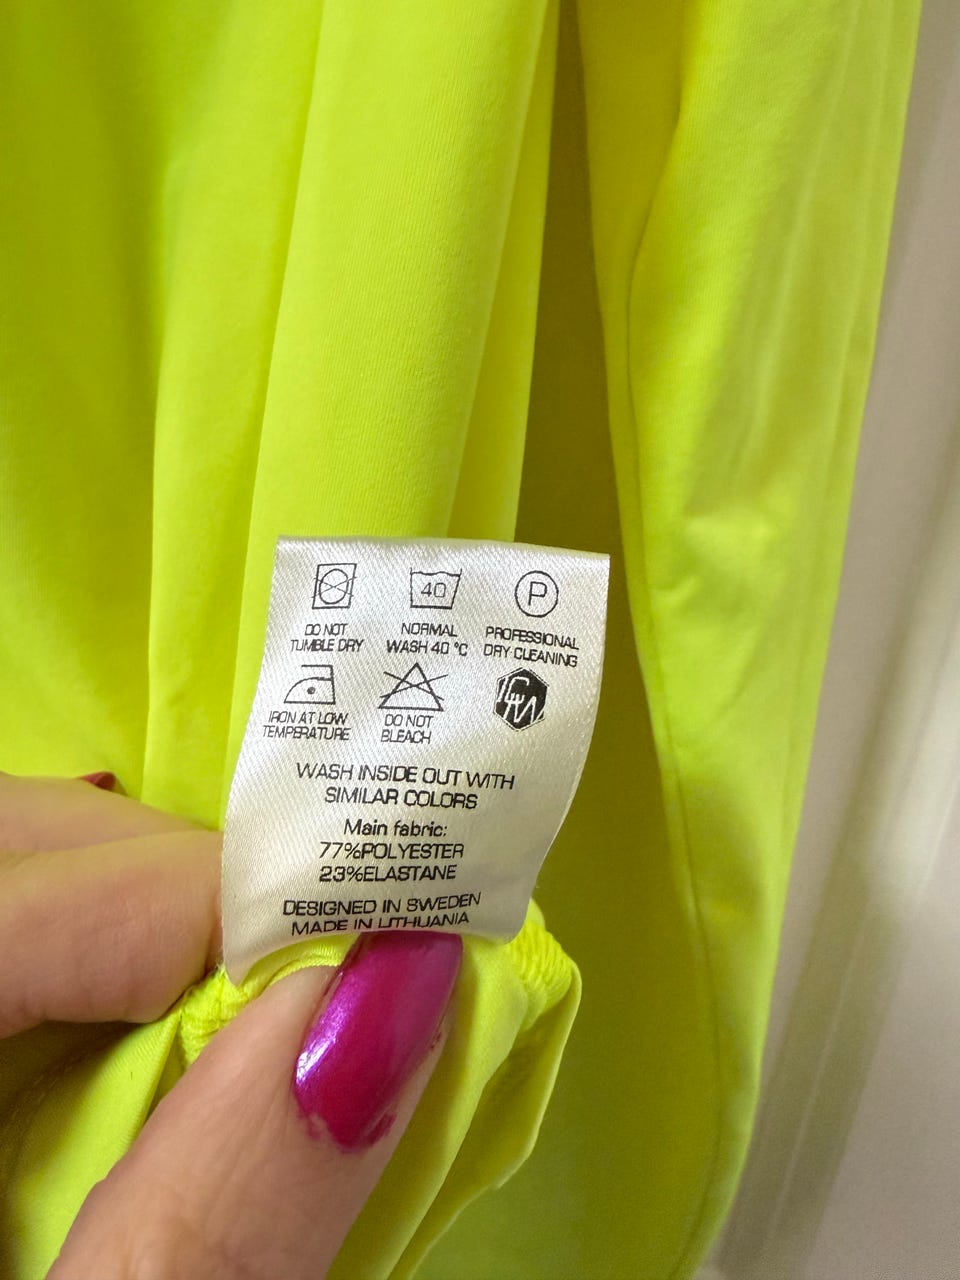 40
P
DO NOT
TUMBLE DRY
NORMAL
WASH 40 °C
PROFESSIONAL
DRY CLEANING
IRON AT LOW
TEMPERATURE
DO NOT
BLEACH
WASH INSIDE OUT WITH
SIMILAR COLORS
Main fabric:
77%POLYESTER
23%ELASTANE
DESIGNED IN SWEDEN
MADE IN LITHUANIA